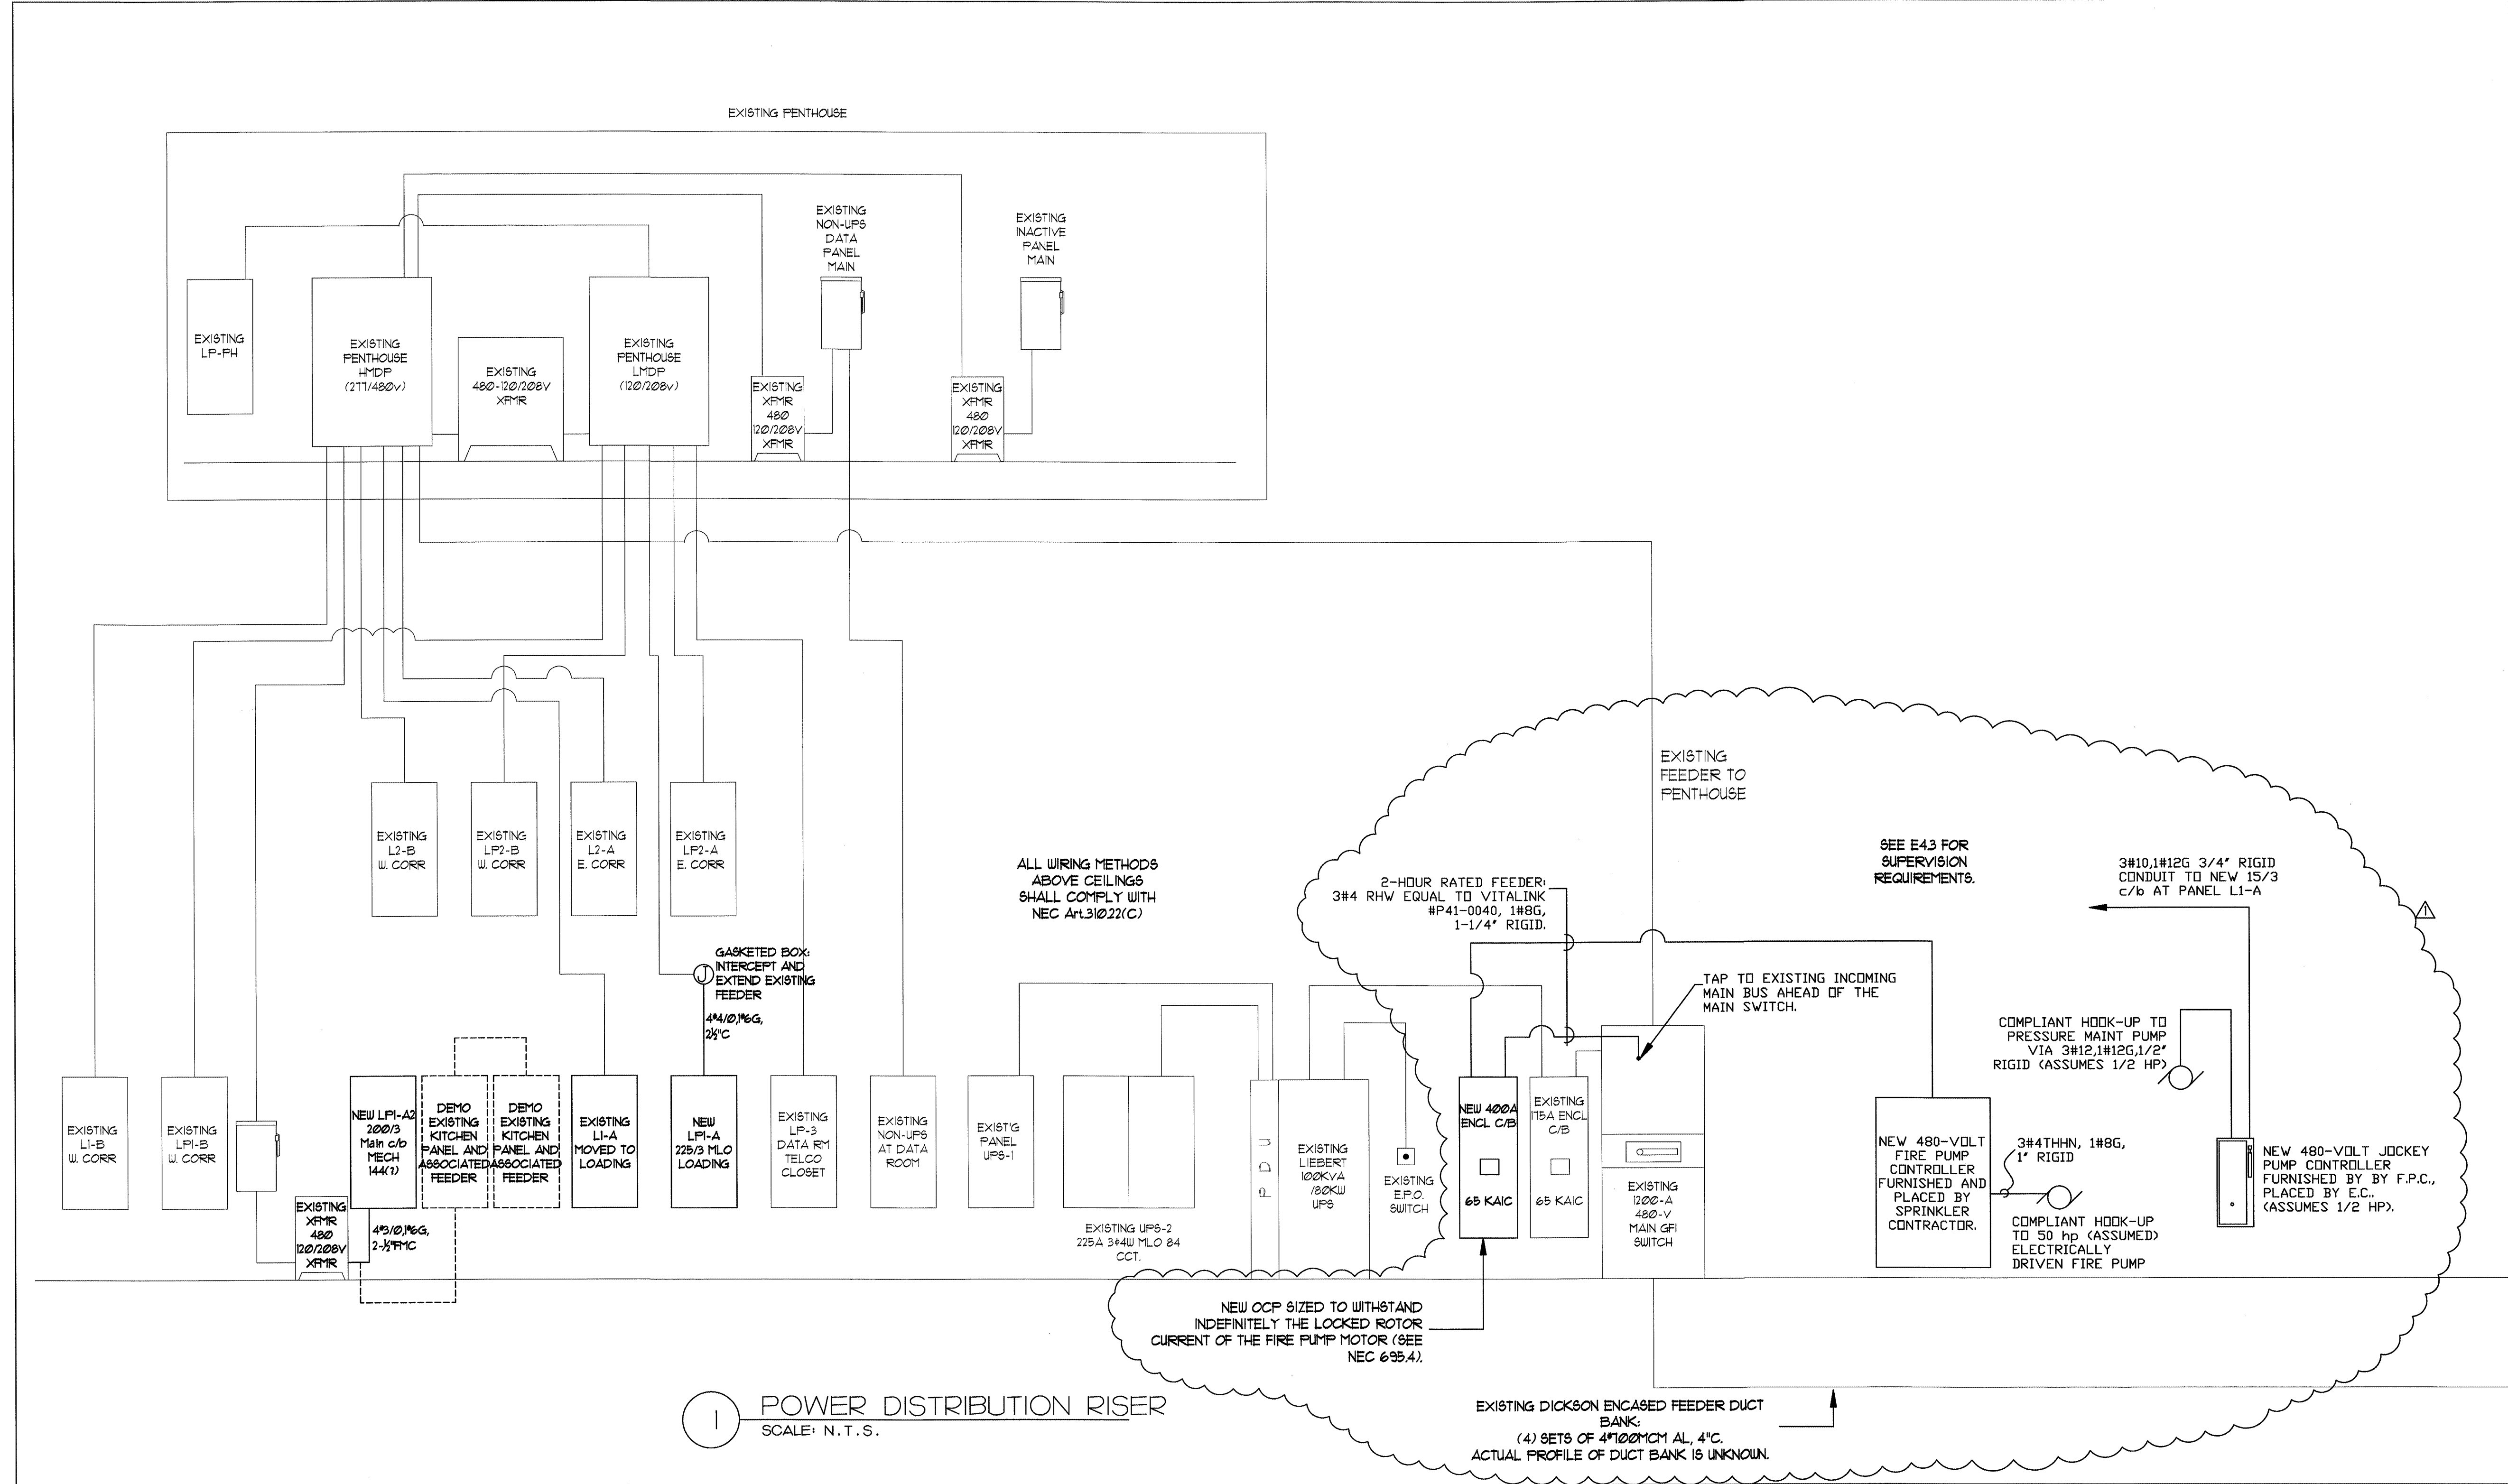 EXISTING PENTHOUSE
EXISTING
LP-PH
EXISTING
PENTHOUSE
HMDP
(277/480v)
EXISTING
480-120/208V
XFMR
EXISTING
PENTHOUSE
LMDP
(120/208v)
EXISTING
XFMR
480
120/208V
XFMR
EXISTING
NON-UPS
DATA
PANEL
MAIN
EXISTING
XFMR
480
120/208V
XFMR
EXISTING
INACTIVE
PANEL
MAIN
EXISTING
FEEDER TO
PENTHOUSE
EXISTING
L2-B
W. CORR
EXISTING
LP2-B
W. CORR
EXISTING
L2-A
E. CORR
EXISTING
LP2-A
E. CORR
ALL WIRING METHODS
ABOVE CEILINGS
SHALL COMPLY WITH
NEC Art.310.22(C)
2-HOUR RATED FEEDER:
3#4 RHW EQUAL TO VITALINK
#P41-0040, 1#8G,
1-1/4" RIGID.
SEE E4.3 FOR
SUPERVISION
REQUIREMENTS.
3#10,1#12G 3/4" RIGID
CONDUIT TO NEW 15/3
c/b AT PANEL L1-A
1
GASKETED BOX:
INTERCEPT AND
EXTEND EXISTING
FEEDER
J
4#4/0,1#6G,
2½"C
TAP TO EXISTING INCOMING
MAIN BUS AHEAD OF THE
MAIN SWITCH.
COMPLIANT HOOK-UP TO
PRESSURE MAINT PUMP
VIA 3#12,1#12G,1/2"
RIGID (ASSUMES 1/2 HP)
EXISTING
L1-B
W. CORR
EXISTING
LP1-B
W. CORR
EXISTING
XFMR
480
120/208V
XFMR
NEW LP1-A2
200/3
Main c/b
MECH
144(1)
4#3/0,1#6G,
2-½"FMC
DEMO
EXISTING
KITCHEN
PANEL AND
ASSOCIATED
FEEDER
DEMO
EXISTING
KITCHEN
PANEL AND
ASSOCIATED
FEEDER
EXISTING
L1-A
MOVED TO
LOADING
NEW
LP1-A
225/3 MLO
LOADING
EXISTING
LP-3
DATA RM
TELCO
CLOSET
EXISTING
NON-UPS
AT DATA
ROOM
EXIST'G
PANEL
UPS-1
EXISTING UPS-2
225A 3Φ4W MLO 84
CCT.
PDU
EXISTING
LIEBERT
100KVA
/80KW
UPS
EXISTING
E.P.O.
SWITCH
NEW 400A
ENCL C/B
65 KAIC
EXISTING
175A ENCL
C/B
65 KAIC
EXISTING
1200-A
480-V
MAIN GFI
SWITCH
NEW 480-VOLT
FIRE PUMP
CONTROLLER
FURNISHED AND
PLACED BY
SPRINKLER
CONTRACTOR.
3#4THHN, 1#8G,
1" RIGID
COMPLIANT HOOK-UP
TO 50 hp (ASSUMED)
ELECTRICALLY
DRIVEN FIRE PUMP
NEW 480-VOLT JOCKEY
PUMP CONTROLLER
FURNISHED BY BY F.P.C.,
PLACED BY E.C..
(ASSUMES 1/2 HP).
NEW OCP SIZED TO WITHSTAND
INDEFINITELY THE LOCKED ROTOR
CURRENT OF THE FIRE PUMP MOTOR (SEE
NEC 695.4).
1
POWER DISTRIBUTION RISER
SCALE: N.T.S.
EXISTING DICKSON ENCASED FEEDER DUCT
BANK:
(4) SETS OF 4#700MCM AL, 4"C.
ACTUAL PROFILE OF DUCT BANK IS UNKNOWN.